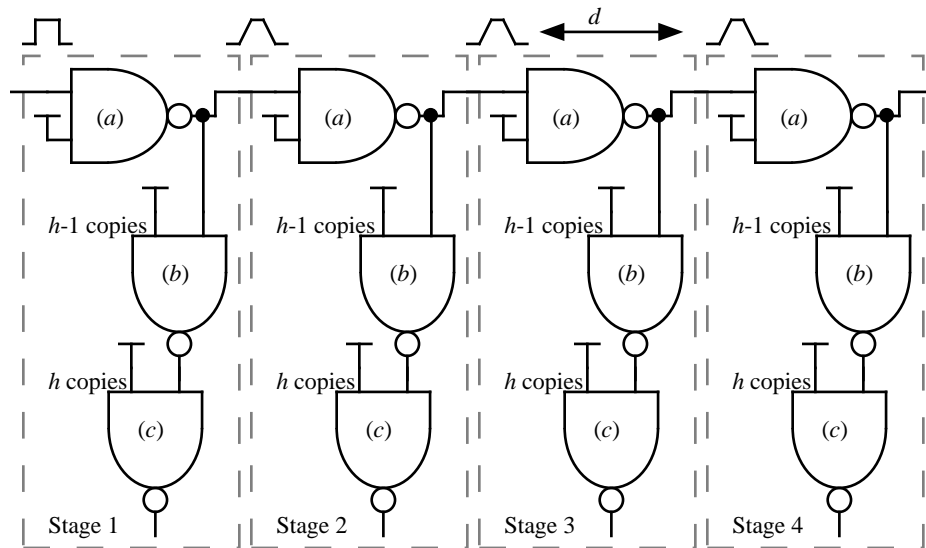 d
(a) (a) (a) (a)
h-1 copies h-1 copies h-1 copies h-1 copies
(b) (b) (b) (b)
h copies h copies h copies h copies
(c) (c) (c) (c)
Stage 1 Stage 2 Stage 3 Stage 4